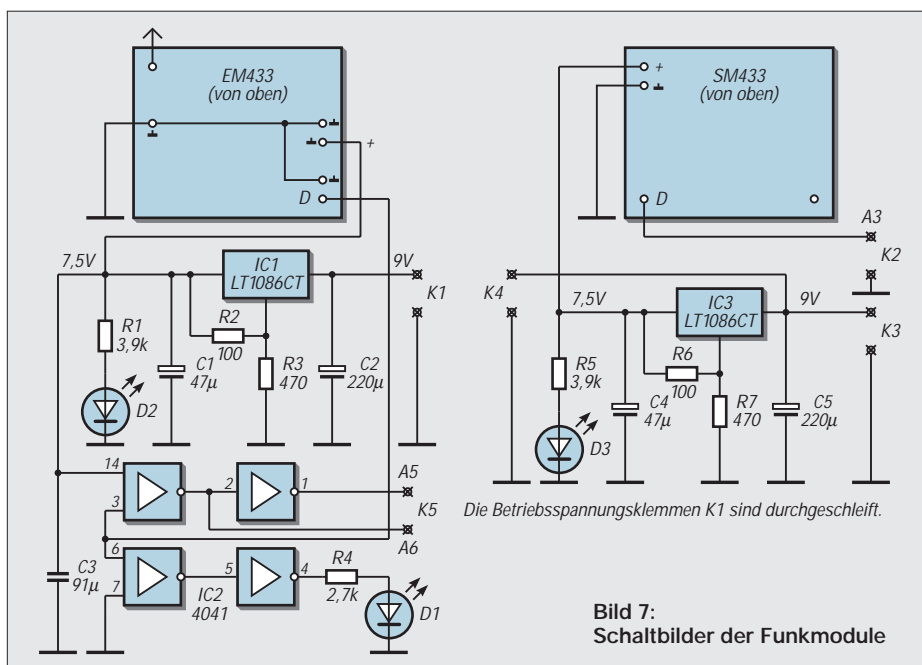 EM433
(von oben)
+
D
SM433
(von oben)
+
D
A3
K2
7,5V
IC1
LT1086CT
9V
K1
R1
3,9k
R2
100
C1
47µ
R3
470
C2
220µ
D2
K4
7,5V
IC3
LT1086CT
9V
K3
R5
3,9k
R6
100
C4
47µ
R7
470
C5
220µ
D3
14
3
2
1
A5
K5
A6
6
7
5
4
R4
2,7k
IC2
4041
C3
91µ
D1
Die Betriebsspannungsklemmen K1 sind durchgeschleift.
Bild 7:
Schaltbilder der Funkmodule